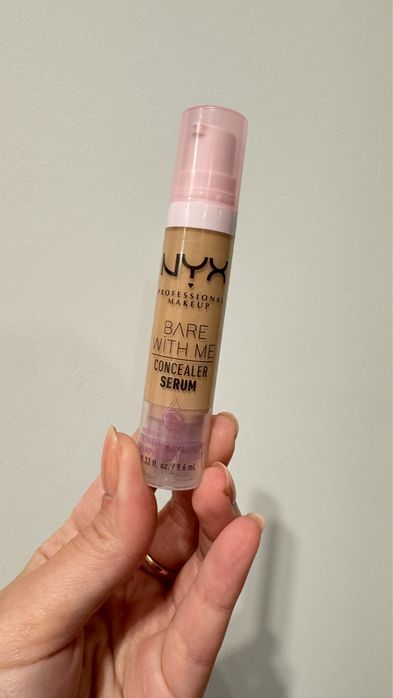 NYX
PROFESSIONAL
MAKEUP
BARE
WITH ME
CONCEALER
SERUM
0.32 fl. oz. / 9.6 mL